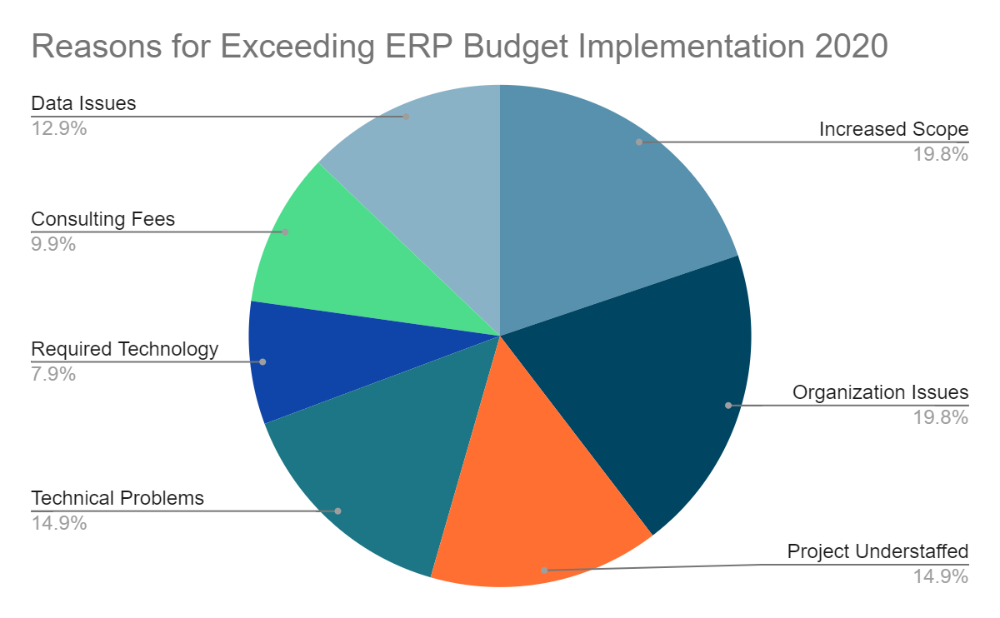 Reasons for Exceeding ERP Budget Implementation 2020
Data Issues
12.9%
Increased Scope
19.8%
Consulting Fees
9.9%
Required Technology
7.9%
Organization Issues
19.8%
Technical Problems
14.9%
Project Understaffed
14.9%